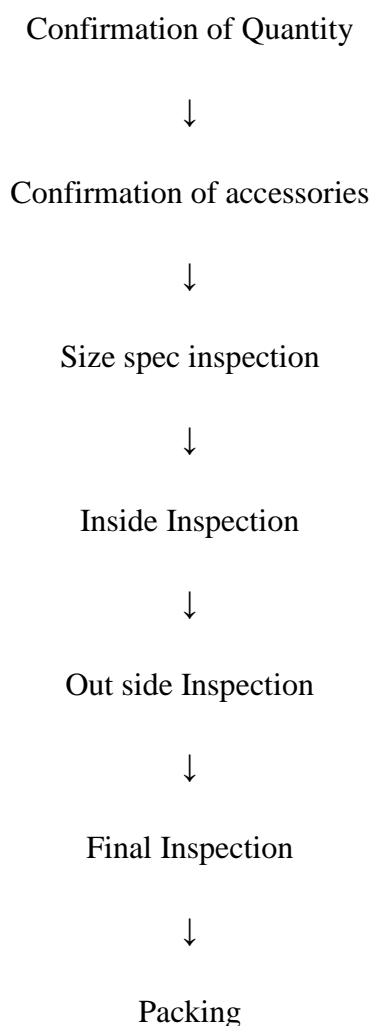 Confirmation of Quantity
↓
Confirmation of accessories
↓
Size spec inspection
↓
Inside Inspection
↓
Out side Inspection
↓
Final Inspection
↓
Packing